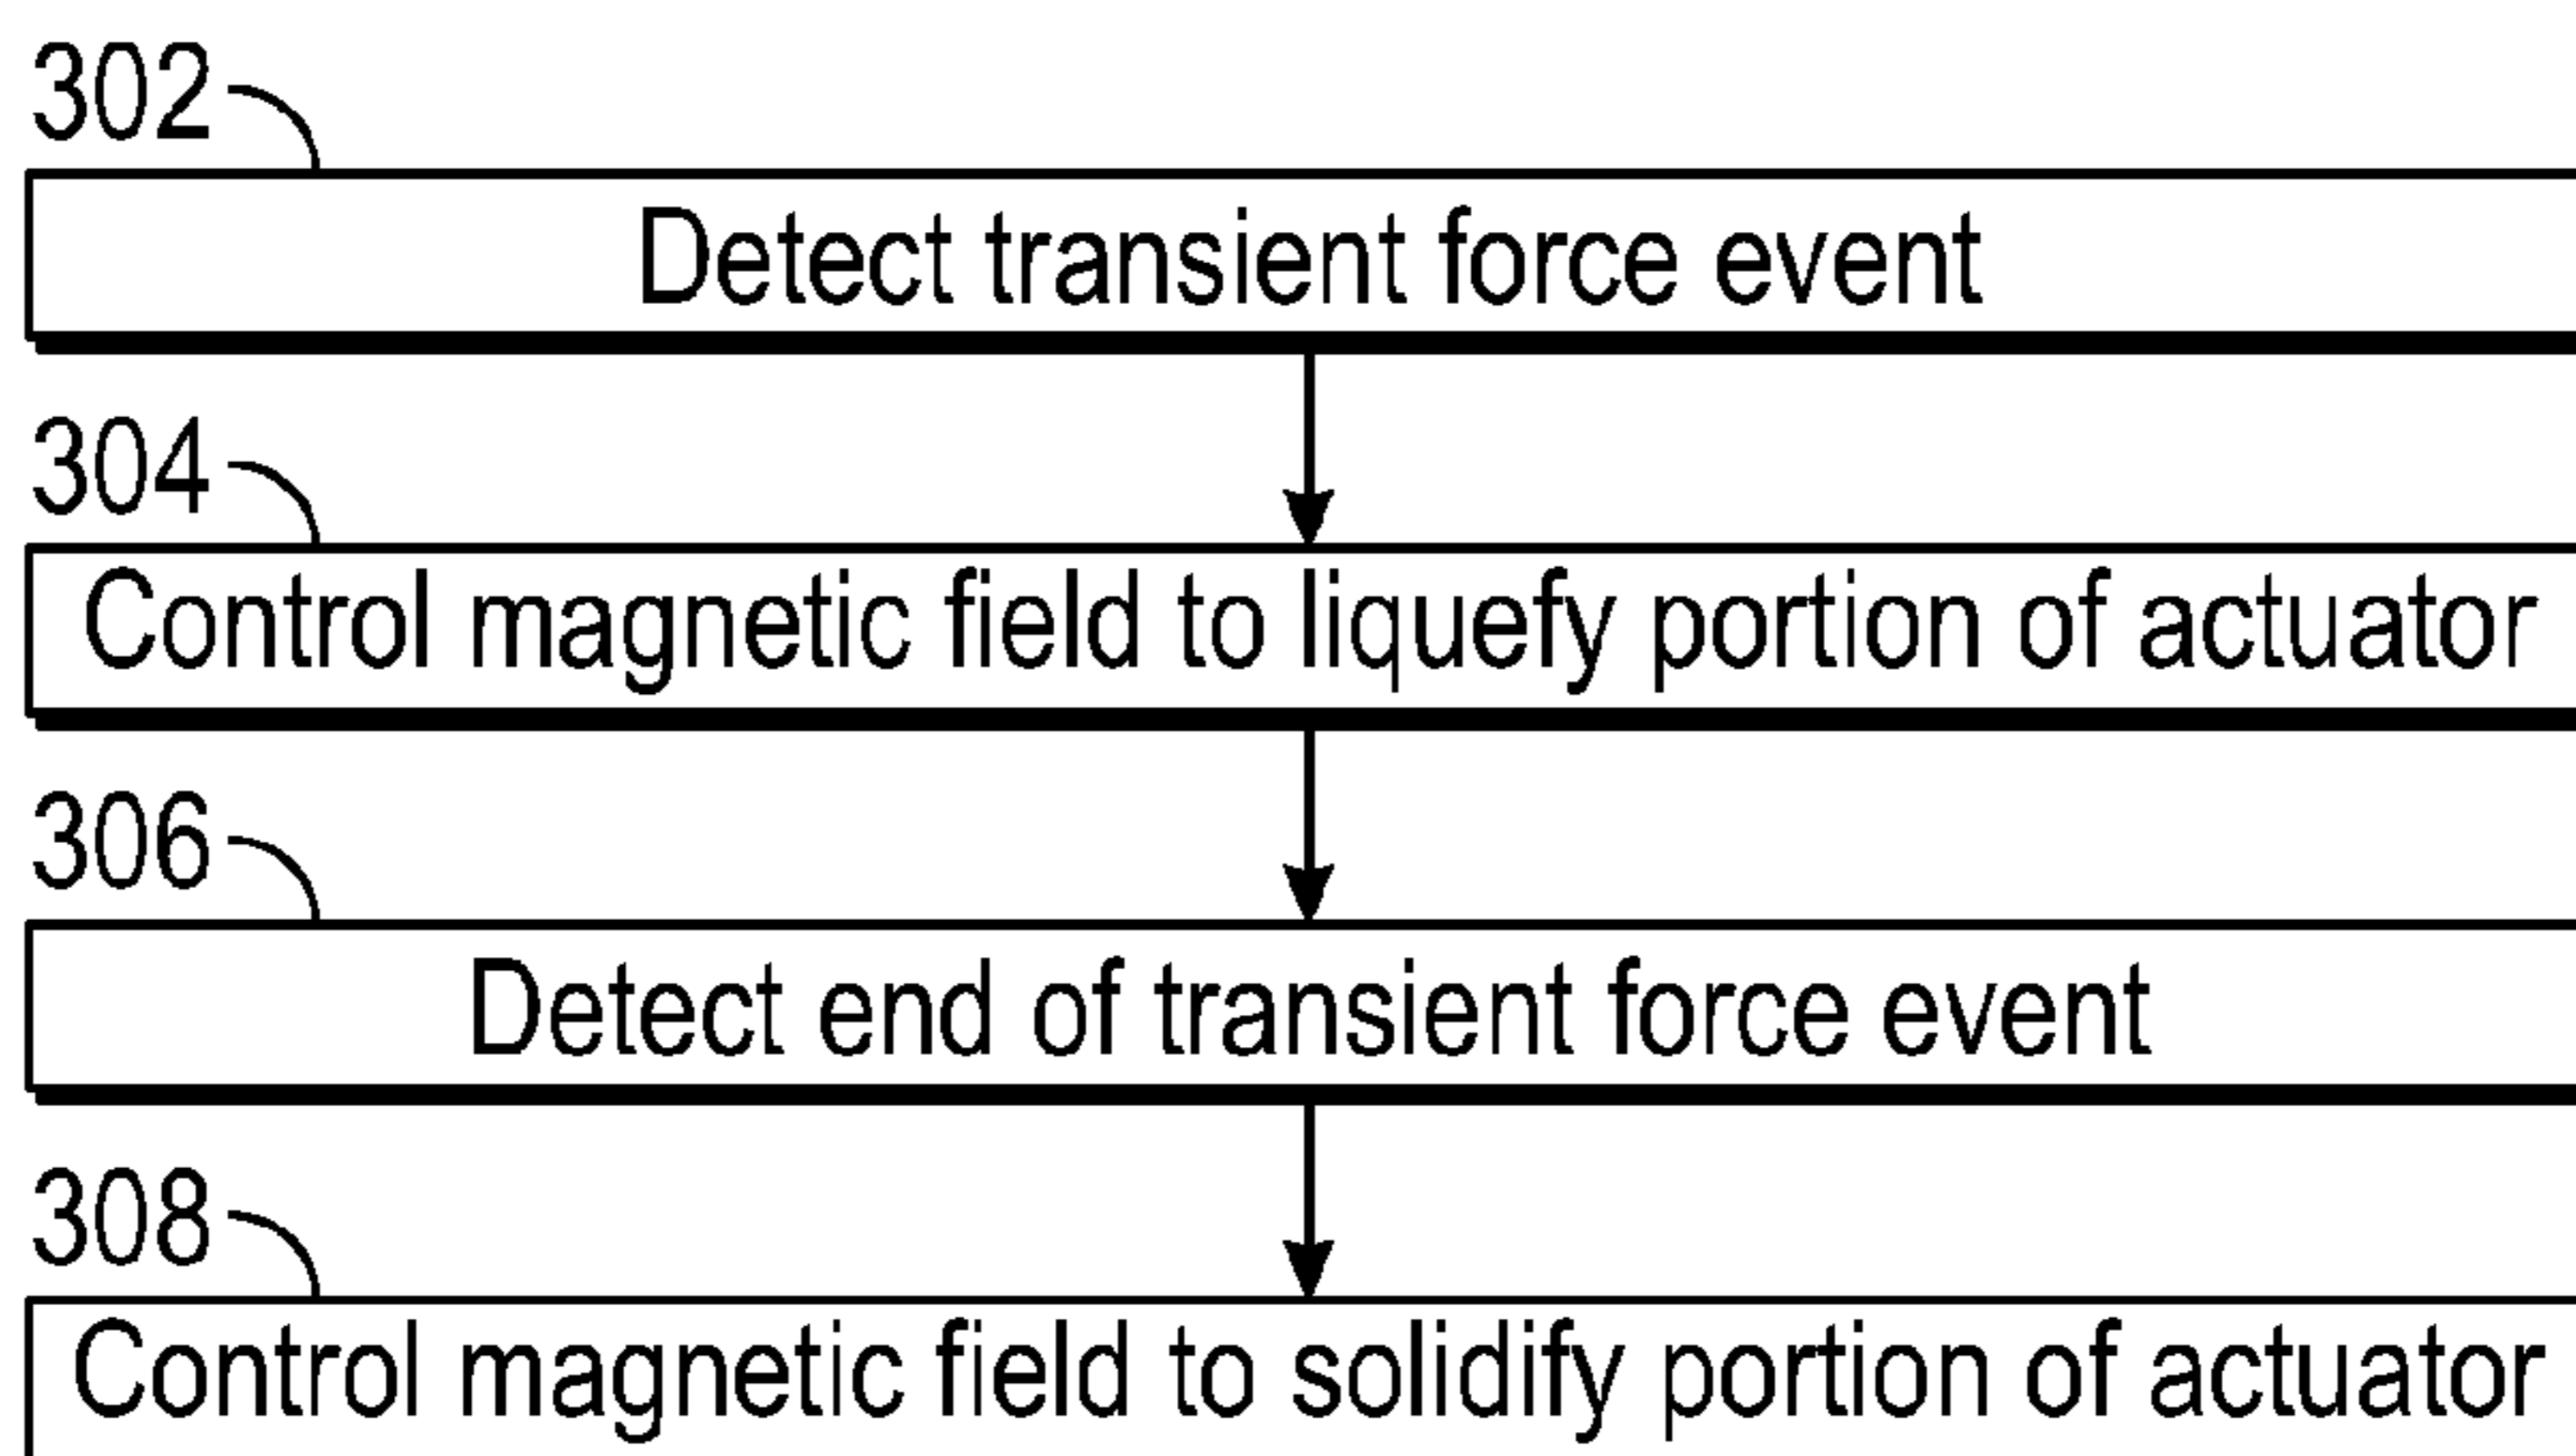 302
Detect transient force event
304
Control magnetic field to liquefy portion of actuator
306
Detect end of transient force event
308
Control magnetic field to solidify portion of actuator